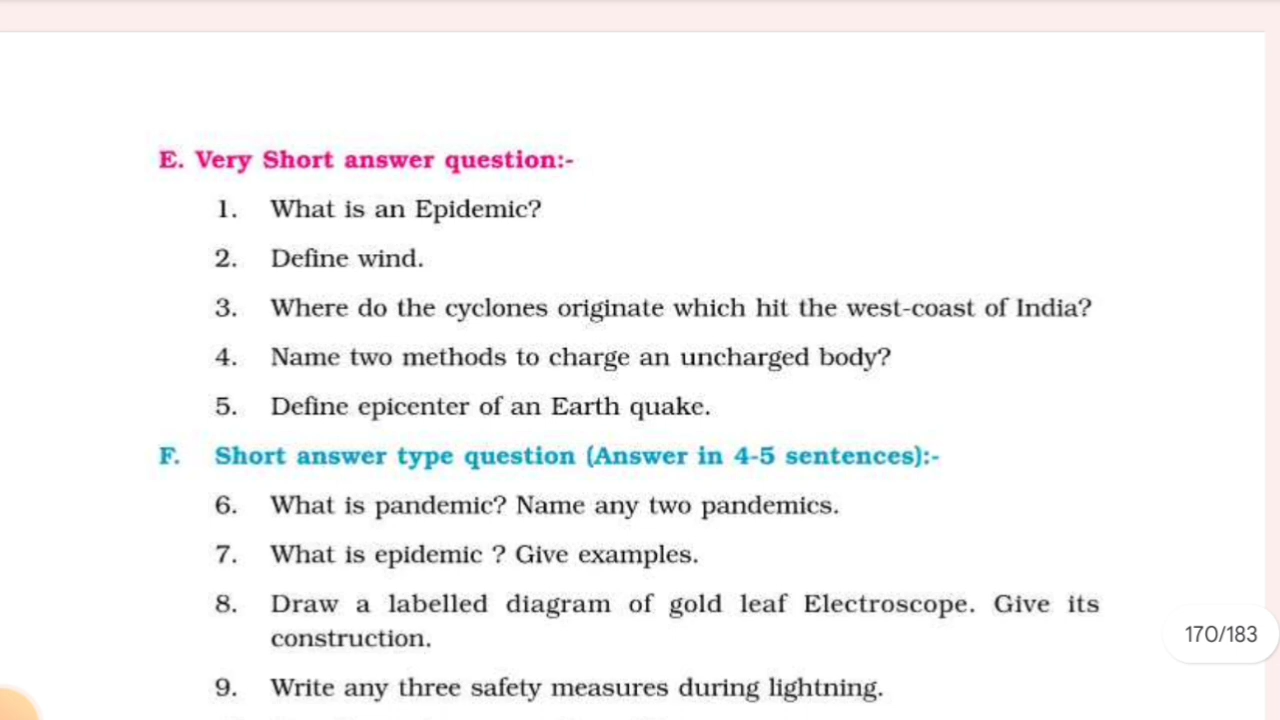 E. Very Short answer question:-
1. What is an Epidemic?
2. Define wind.
3. Where do the cyclones originate which hit the west-coast of India?
4. Name two methods to charge an uncharged body?
5. Define epicenter of an Earth quake.
F. Short answer type question (Answer in 4-5 sentences):-
6. What is pandemic? Name any two pandemics.
7. What is epidemic ? Give examples.
8. Draw a labelled diagram of gold leaf Electroscope. Give its
construction.
170/183
9. Write any three safety measures during lightning.